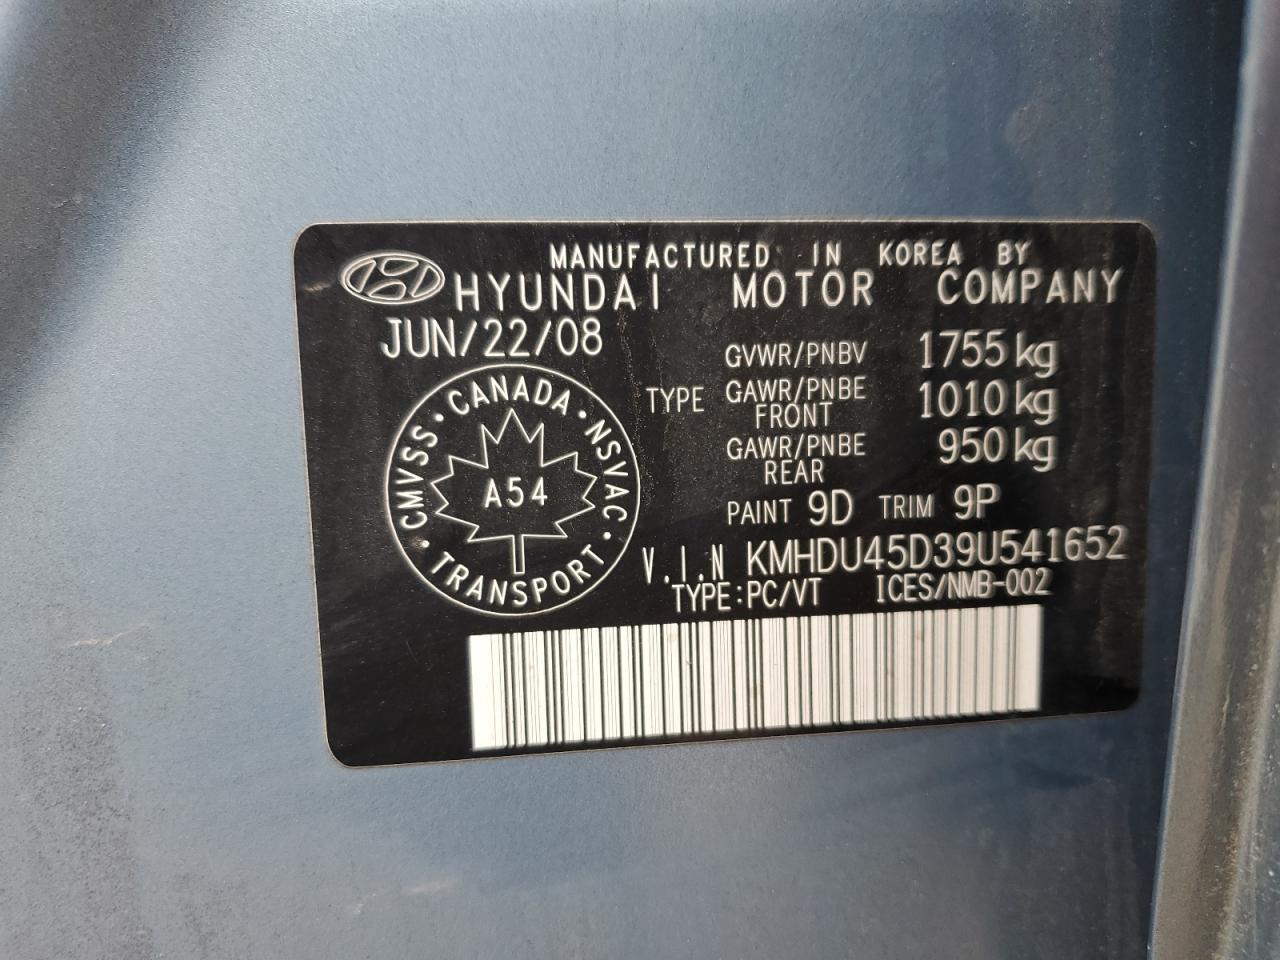 MANUFACTURED IN KOREA BY
HYUNDAI MOTOR COMPANY
JUN/22/08
GVWR/PNBV 1755 kg
TYPE GAWR/PNBE FRONT 1010 kg
GAWR/PNBE REAR 950 kg
PAINT 9D TRIM 9P
V.I.N KMHDU45D39U541652
TYPE:PC/VT ICES/NMB-002
CMVSS • CANADA • NSVAC • TRANSPORT •
A54